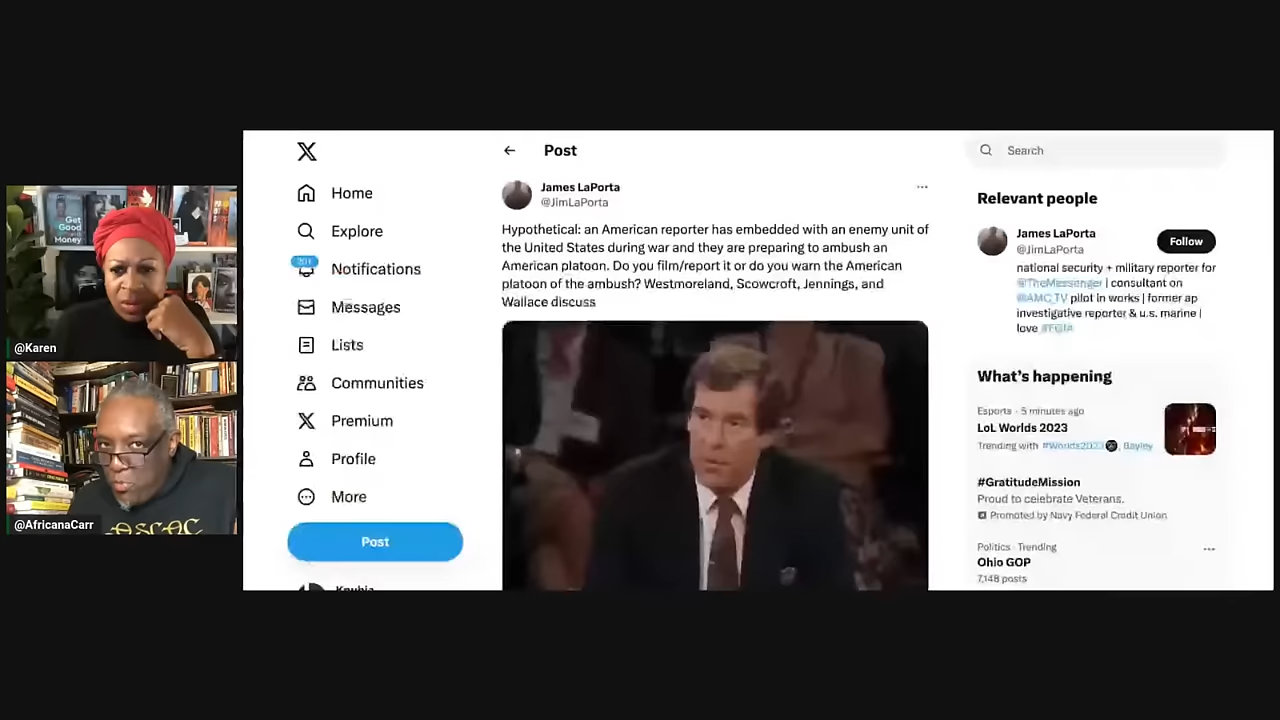 Get
Good
Money
@Karen
@AfricanaCarr
Home
Explore
Notifications
Messages
Lists
Communities
Premium
Profile
More
Post
Post
James LaPorta
@JimLaPorta
Hypothetical: an American reporter has embedded with an enemy unit of
the United States during war and they are preparing to ambush an
American platoon. Do you film/report it or do you warn the American
platoon of the ambush? Westmoreland, Scowcroft, Jennings, and
Wallace discuss
Search
Relevant people
James LaPorta
@JimLaPorta
Follow
national security + military reporter for
@TheMessenger | consultant on
@AMC_TV pilot in works | former ap
investigative reporter & u.s. marine |
love #FOIA
What's happening
Esports · 5 minutes ago
LoL Worlds 2023
Trending with #Worlds2023, Bayley
#GratitudeMission
Proud to celebrate Veterans.
Promoted by Navy Federal Credit Union
Politics · Trending
Ohio GOP
7,148 posts